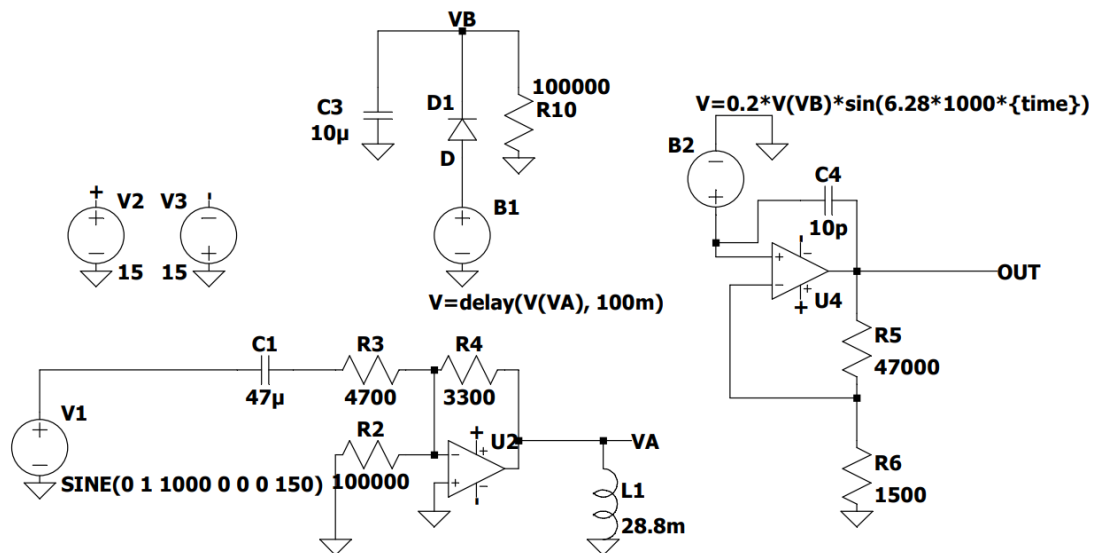 VB
C3
10µ
D1
D
100000
R10
V=0.2*V(VB)*sin(6.28*1000*{time})
B2
C4
10p
+
V2
15
-
V3
15
B1
V=delay(V(VA), 100m)
-
U4
+
OUT
R5
47000
R6
1500
C1
47µ
R3
4700
R4
3300
V1
SINE(0 1 1000 0 0 0 150)
R2
100000
+
U2
-
VA
L1
28.8m